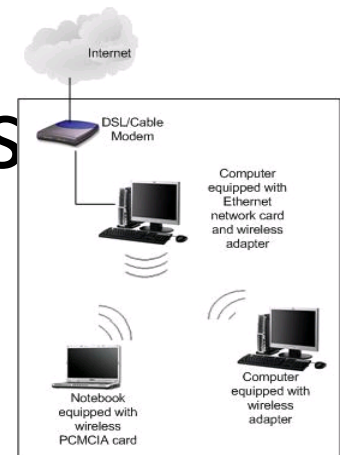 Internet
S
DSL/Cable
Modem
Computer
equipped with
Ethernet
network card
and wireless
adapter
Notebook
equipped with
wireless
PCMCIA card
Computer
equipped with
wireless
adapter